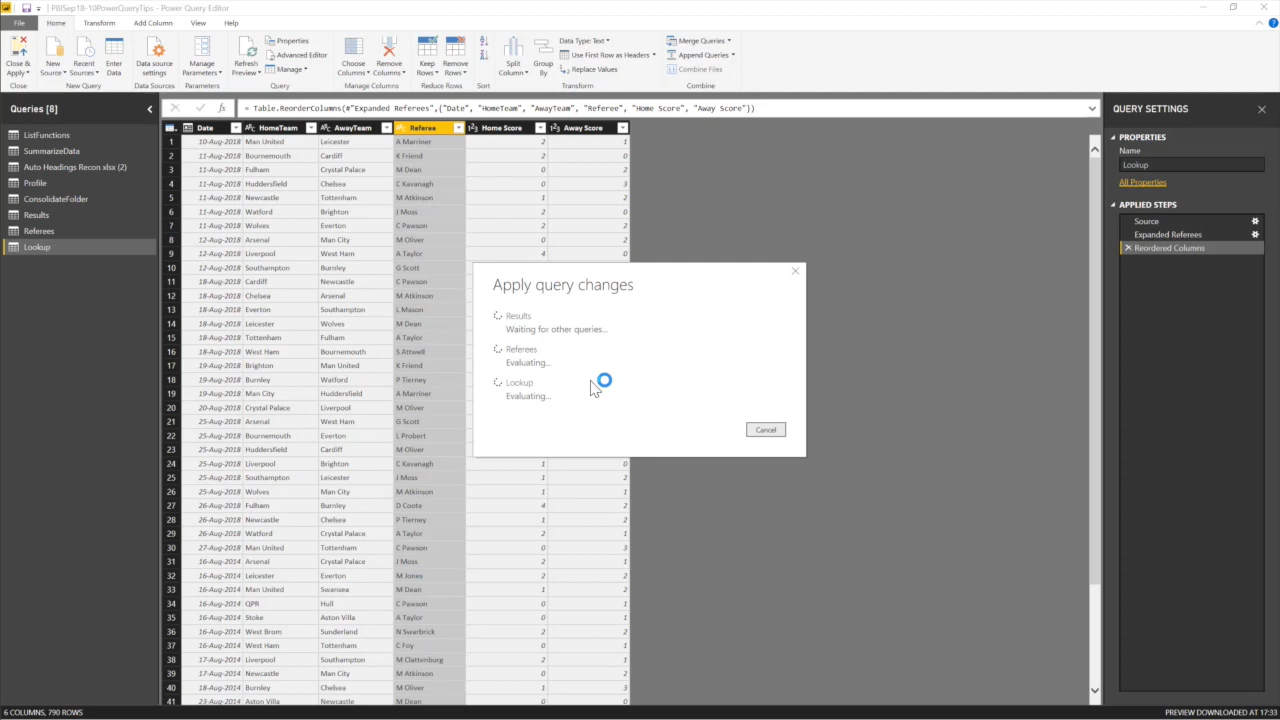 PBISep18-10PowerQueryTips - Power Query Editor
File Home Transform Add Column View Help
Close & Apply
New Source
Recent Sources
Enter Data
Data source settings
Manage Parameters
Refresh Preview
Properties
Advanced Editor
Manage
Choose Columns
Remove Columns
Keep Rows
Remove Rows
Split Column
Group By
Data Type: Text
Use First Row as Headers
Replace Values
Merge Queries
Append Queries
Combine Files
Close New Query Data Sources Parameters Query Manage Columns Reduce Rows Sort Transform Combine
Queries [8]
ListFunctions
SummarizeData
Auto Headings Recon xlsx (2)
Profile
ConsolidateFolder
Results
Referees
Lookup
= Table.ReorderColumns(#"Expanded Referees",{"Date", "HomeTeam", "AwayTeam", "Referee", "Home Score", "Away Score"})
Date HomeTeam AwayTeam Referee Home Score Away Score
1 10-Aug-2018 Man United Leicester A Marriner 2 1
2 11-Aug-2018 Bournemouth Cardiff K Friend 2 0
3 11-Aug-2018 Fulham Crystal Palace M Dean 0 2
4 11-Aug-2018 Huddersfield Chelsea C Kavanagh 0 3
5 11-Aug-2018 Newcastle Tottenham M Atkinson 1 2
6 11-Aug-2018 Watford Brighton J Moss 2 0
7 11-Aug-2018 Wolves Everton C Pawson 2 2
8 12-Aug-2018 Arsenal Man City M Oliver 0 2
9 12-Aug-2018 Liverpool West Ham A Taylor 4 0
10 12-Aug-2018 Southampton Burnley G Scott
11 18-Aug-2018 Cardiff Newcastle C Pawson
12 18-Aug-2018 Chelsea Arsenal M Atkinson
13 18-Aug-2018 Everton Southampton L Mason
14 18-Aug-2018 Leicester Wolves M Dean
15 18-Aug-2018 Tottenham Fulham A Taylor
16 18-Aug-2018 West Ham Bournemouth S Attwell
17 19-Aug-2018 Brighton Man United K Friend
18 19-Aug-2018 Burnley Watford P Tierney
19 19-Aug-2018 Man City Huddersfield A Marriner
20 20-Aug-2018 Crystal Palace Liverpool M Oliver
21 25-Aug-2018 Arsenal West Ham G Scott
22 25-Aug-2018 Bournemouth Everton L Probert
23 25-Aug-2018 Huddersfield Cardiff M Oliver
24 25-Aug-2018 Liverpool Brighton C Kavanagh 1 0
25 25-Aug-2018 Southampton Leicester J Moss 1 2
26 25-Aug-2018 Wolves Man City M Atkinson 1 1
27 26-Aug-2018 Fulham Burnley D Coote 4 2
28 26-Aug-2018 Newcastle Chelsea P Tierney 1 2
29 26-Aug-2018 Watford Crystal Palace A Taylor 2 1
30 27-Aug-2018 Man United Tottenham C Pawson 0 3
31 16-Aug-2014 Arsenal Crystal Palace J Moss 2 1
32 16-Aug-2014 Leicester Everton M Jones 2 2
33 16-Aug-2014 Man United Swansea M Dean 1 2
34 16-Aug-2014 QPR Hull C Pawson 0 1
35 16-Aug-2014 Stoke Aston Villa A Taylor 0 1
36 16-Aug-2014 West Brom Sunderland N Swarbrick 2 2
37 16-Aug-2014 West Ham Tottenham C Foy 0 1
38 17-Aug-2014 Liverpool Southampton M Clattenburg 2 1
39 17-Aug-2014 Newcastle Man City M Atkinson 0 2
40 18-Aug-2014 Burnley Chelsea M Oliver 1 3
41 23-Aug-2014 Aston Villa Newcastle M Dean 0 0
Apply query changes
Results
Waiting for other queries...
Referees
Evaluating...
Lookup
Evaluating...
Cancel
QUERY SETTINGS
PROPERTIES
Name
Lookup
All Properties
APPLIED STEPS
Source
Expanded Referees
Reordered Columns
6 COLUMNS, 790 ROWS
PREVIEW DOWNLOADED AT 17:33